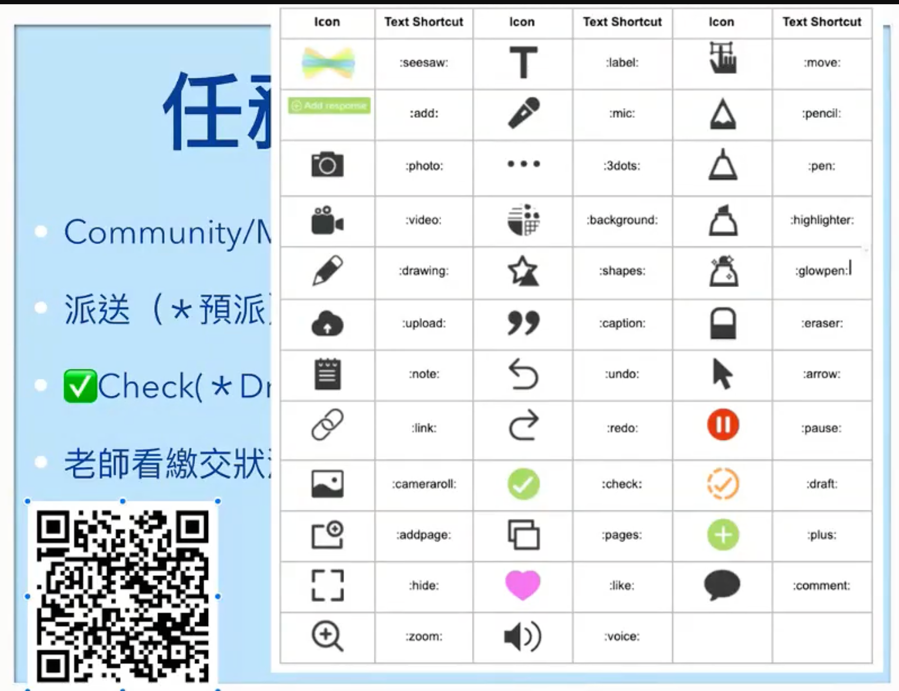 任務
Community/M
派送（＊預派）
✅Check(＊Dr
老師看繳交狀
Icon Text Shortcut Icon Text Shortcut Icon Text Shortcut
:seesaw: T :label: :move:
Add response :add: :mic: :pencil:
:photo: :3dots: :pen:
:video: :background: :highlighter:
:drawing: :shapes: :glowpen:
:upload: :caption: :eraser:
:note: :undo: :arrow:
:link: :redo: :pause:
:cameraroll: :check: :draft:
:addpage: :pages: :plus:
:hide: :like: :comment:
:zoom: :voice: